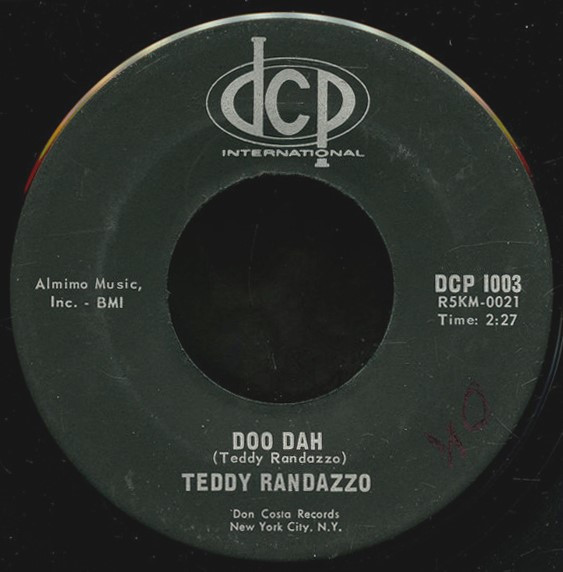 dcp
INTERNATIONAL
Almimo Music,
Inc. - BMI
DCP 1003
R5KM-0021
Time: 2:27
DOO DAH
(Teddy Randazzo)
TEDDY RANDAZZO
Don Costa Records
New York City, N.Y.